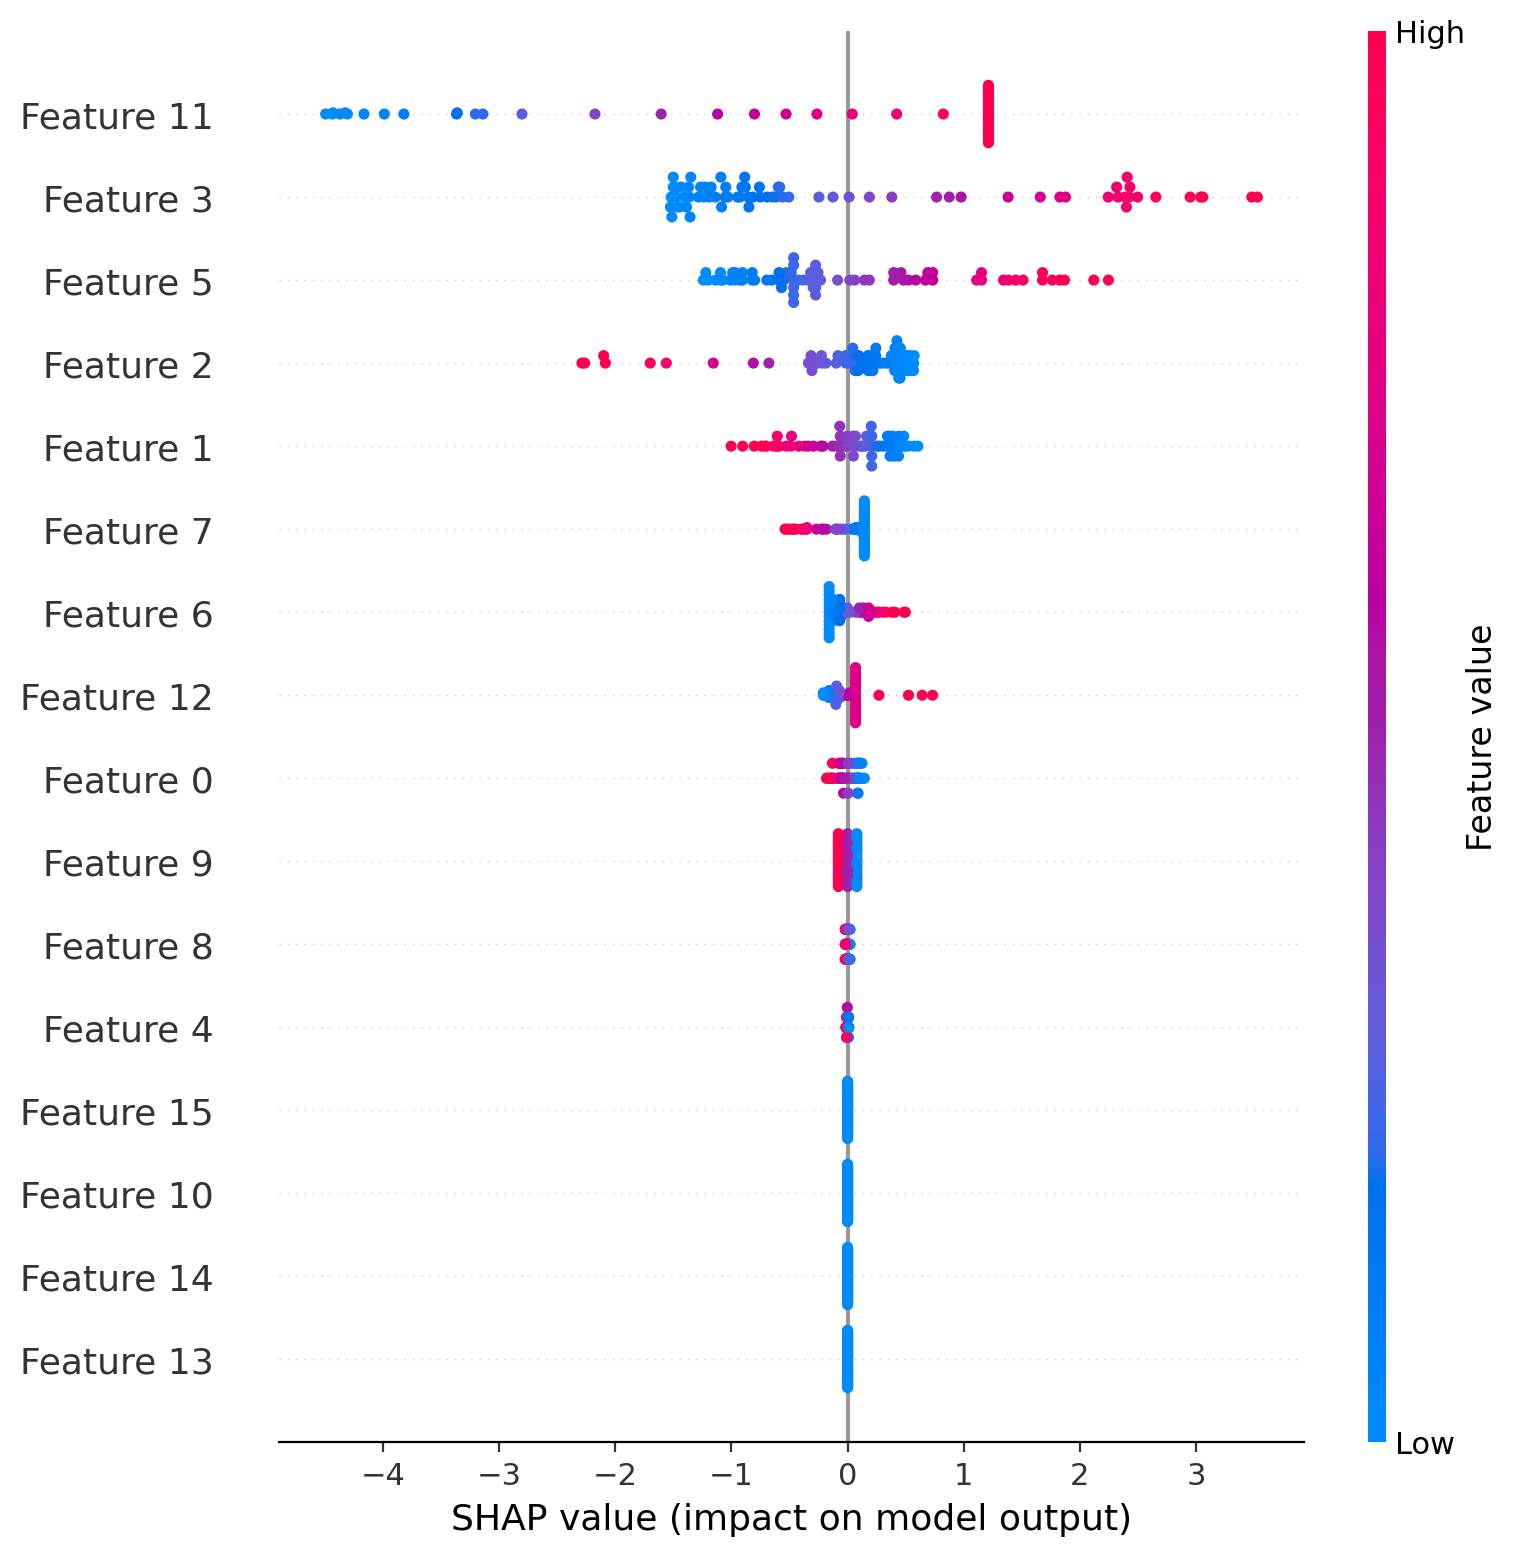 High
Feature 11
Feature 3
Feature 5
Feature 2
Feature 1
Feature 7
Feature 6
Feature 12
Feature 0
Feature 9
Feature 8
Feature 4
Feature 15
Feature 10
Feature 14
Feature 13
Feature value
Low
−4 −3 −2 −1 0 1 2 3
SHAP value (impact on model output)